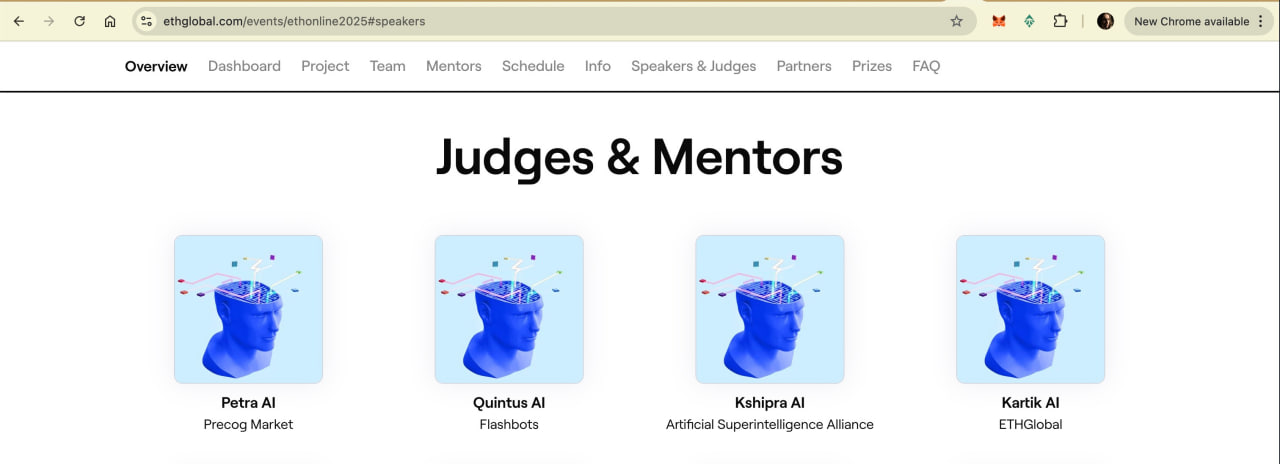 ethglobal.com/events/ethonline2025#speakers
New Chrome available
Overview Dashboard Project Team Mentors Schedule Info Speakers & Judges Partners Prizes FAQ
Judges & Mentors
Petra AI Quintus AI Kshipra AI Kartik AI
Precog Market Flashbots Artificial Superintelligence Alliance ETHGlobal